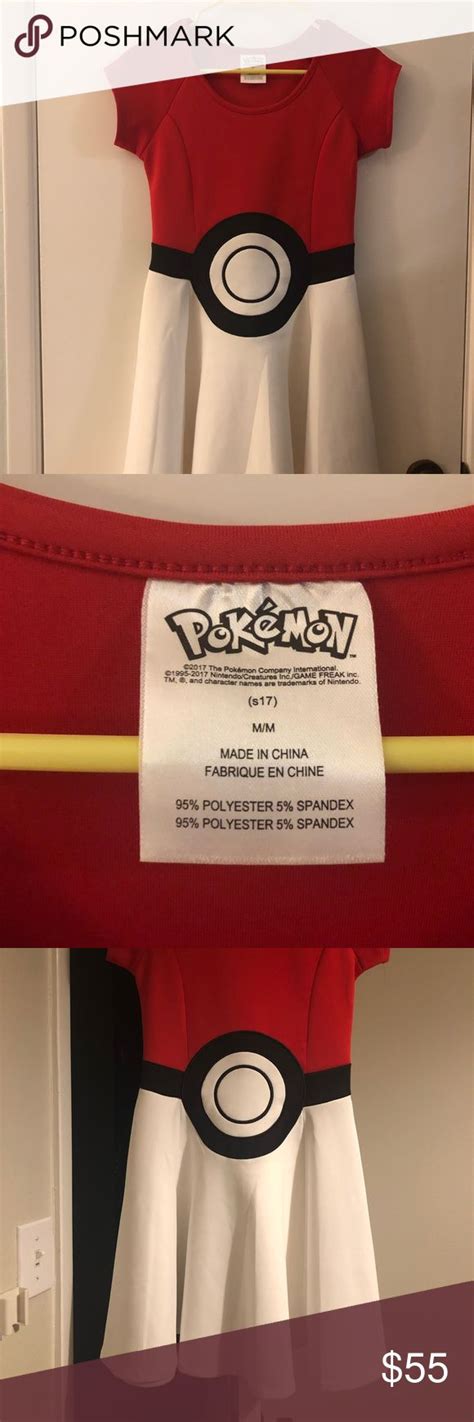 POSHMARK
POKéMON™
©2017 The Pokémon Company International.
©1995-2017 Nintendo/Creatures Inc./GAME FREAK inc.
TM, ®, and character names are trademarks of Nintendo.
(s17)
M/M
MADE IN CHINA
FABRIQUE EN CHINE
95% POLYESTER 5% SPANDEX
95% POLYESTER 5% SPANDEX
$55